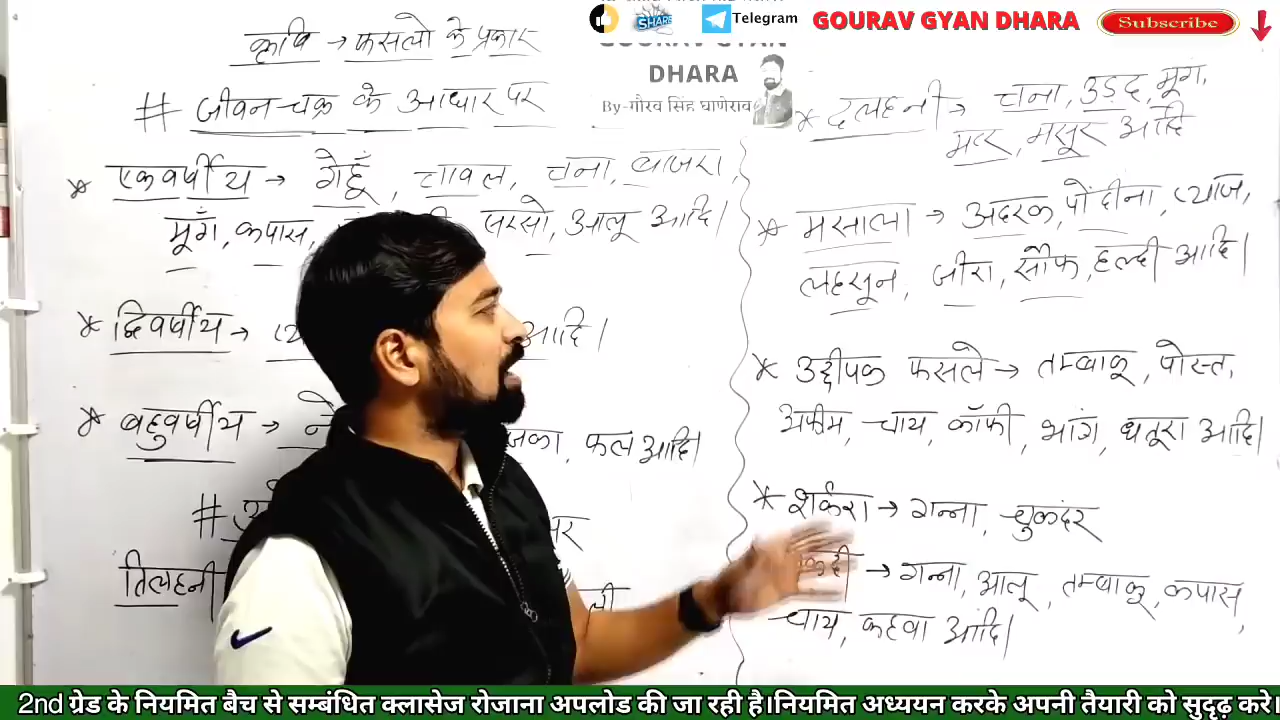 SHARE
Telegram
GOURAV GYAN DHARA
Subscribe
GOURAV GYAN
DHARA
By-गौरव सिंह घाणेराव
कृषि → फसलो के प्रकार
# जीवन-चक्र के आधार पर
* एकवर्षीय → गेहूँ, चावल, चना, बाजरा,
मूँग, कपास, सरसो, आलू आदि।
* द्विवर्षीय → आदि।
* बहुवर्षीय → फल आदि।
#
तिलहनी
* दलहनी → चना, उड़द, मूंग,
मटर, मसूर आदि
* मसाला → अदरक, पोदीना, प्याज,
लहसून, जीरा, सौफ, हल्दी आदि।
* उद्दीपक फसले → तम्बाकू, पोस्त,
अफीम, चाय, कॉफी, भांग, धतूरा आदि।
* शर्करा → गन्ना, चुकंदर
→ गन्ना, आलू, तम्बाकू, कपास,
चाय, कहवा आदि।
2nd ग्रेड के नियमित बैच से सम्बंधित क्लासेज रोजाना अपलोड की जा रही है।नियमित अध्ययन करके अपनी तैयारी को सुदृढ़ करे।